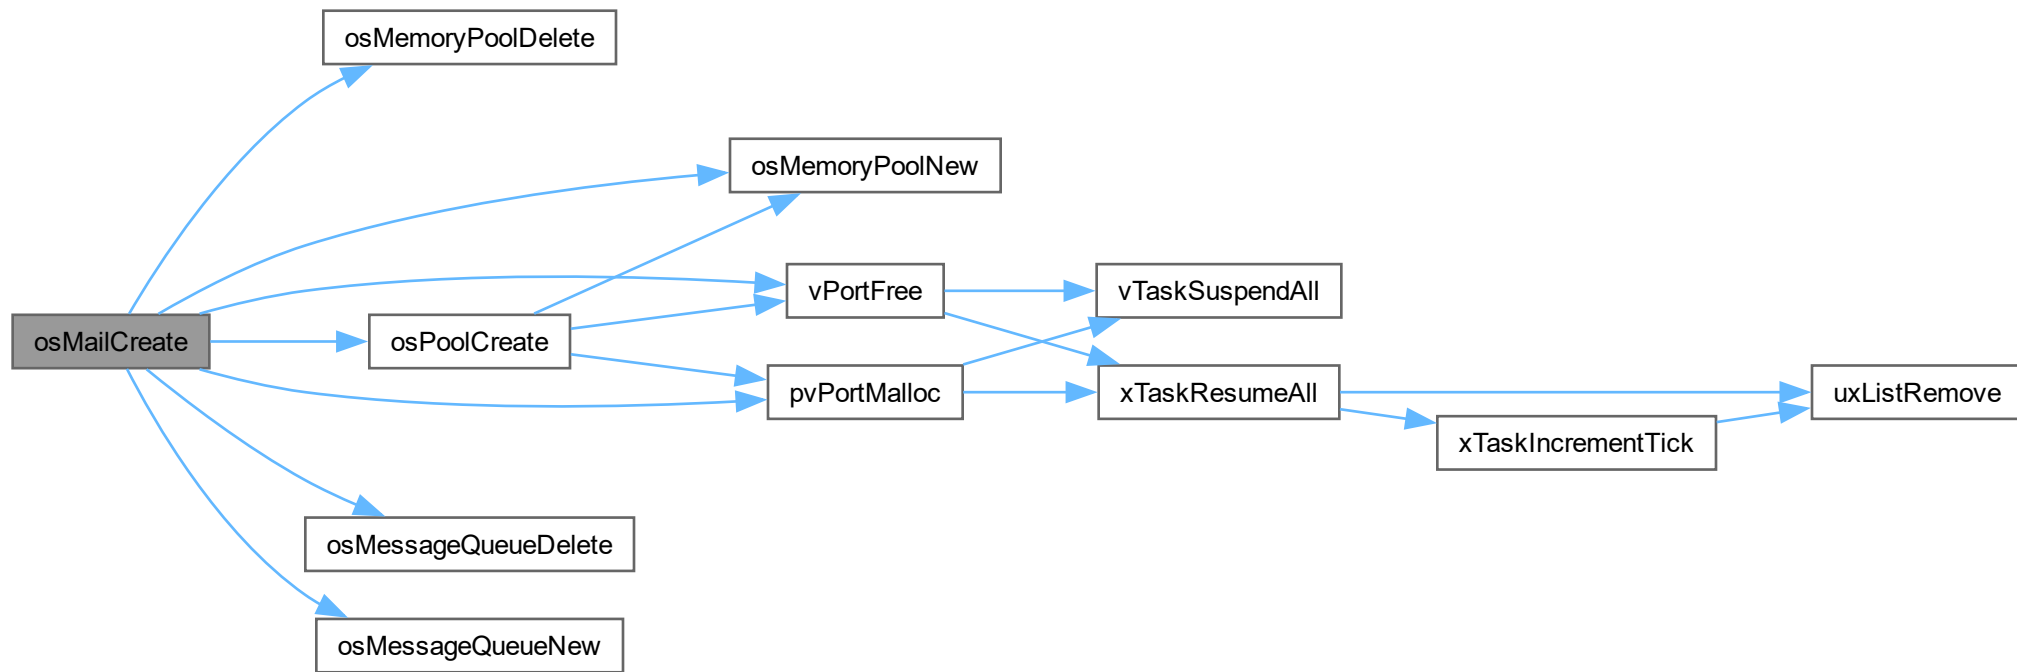 osMemoryPoolDelete
osMemoryPoolNew
vPortFree
vTaskSuspendAll
osMailCreate
osPoolCreate
pvPortMalloc
xTaskResumeAll
uxListRemove
xTaskIncrementTick
osMessageQueueDelete
osMessageQueueNew